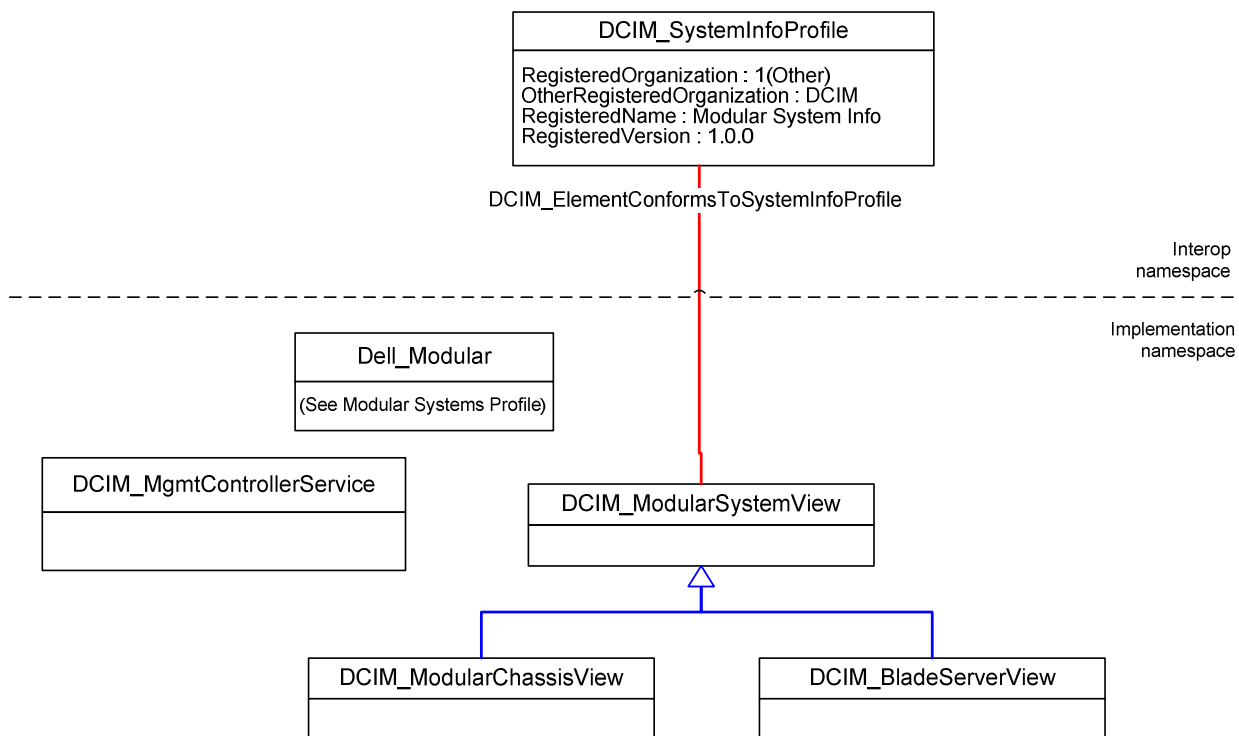 DCIM_SystemInfoProfile
RegisteredOrganization : 1(Other)
OtherRegisteredOrganization : DCIM
RegisteredName : Modular System Info
RegisteredVersion : 1.0.0
DCIM_ElementConformsToSystemInfoProfile
Interop
namespace
Implementation
namespace
Dell_Modular
(See Modular Systems Profile)
DCIM_MgmtControllerService
DCIM_ModularSystemView
DCIM_ModularChassisView
DCIM_BladeServerView